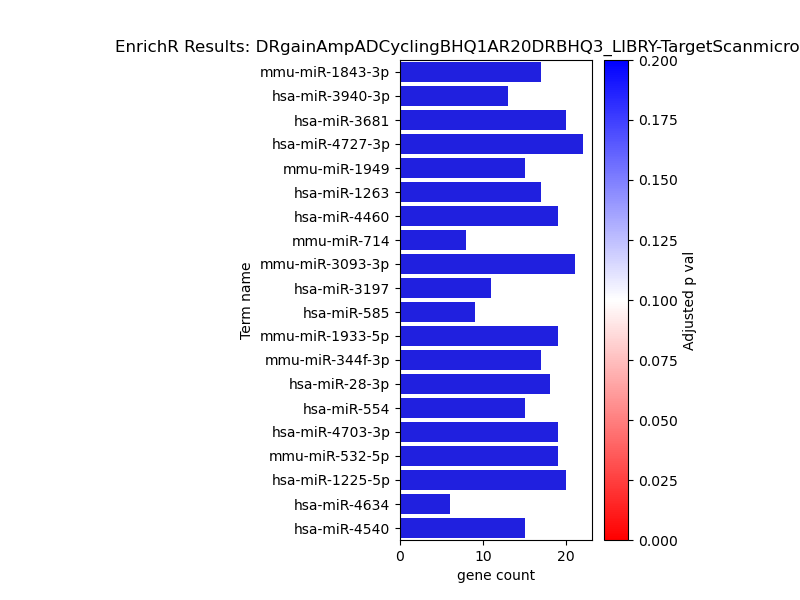 EnrichR Results: DRgainAmpADCyclingBHQ1AR20DRBHQ3_LIBRY-TargetScanmicro
mmu-miR-1843-3p
hsa-miR-3940-3p
hsa-miR-3681
hsa-miR-4727-3p
mmu-miR-1949
hsa-miR-1263
hsa-miR-4460
mmu-miR-714
mmu-miR-3093-3p
hsa-miR-3197
hsa-miR-585
mmu-miR-1933-5p
mmu-miR-344f-3p
hsa-miR-28-3p
hsa-miR-554
hsa-miR-4703-3p
mmu-miR-532-5p
hsa-miR-1225-5p
hsa-miR-4634
hsa-miR-4540
Term name
0 10 20
gene count
0.200
0.175
0.150
0.125
0.100
0.075
0.050
0.025
0.000
Adjusted p val